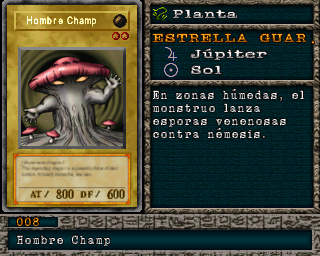 Hombre Champ
Planta
ESTRELLA GUAR.
Júpiter
Sol
En zonas húmedas, el
monstruo lanza
esporas venenosas
contra némesis.
AT/ 800 DF/ 600
008
Hombre Champ